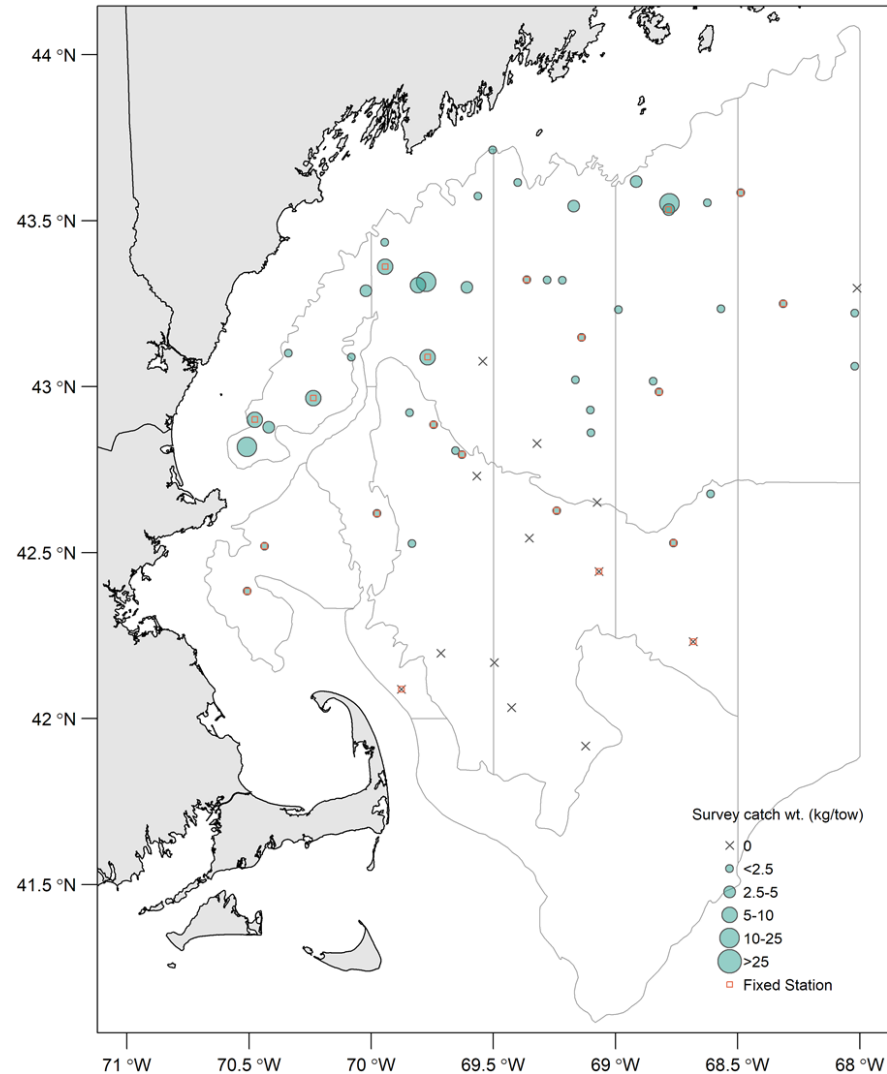 44 °N
43.5 °N
43 °N
42.5 °N
42 °N
41.5 °N
Survey catch wt. (kg/tow)
0
<2.5
2.5-5
5-10
10-25
>25
Fixed Station
71 °W
70.5 °W
70 °W
69.5 °W
69 °W
68.5 °W
68 °W